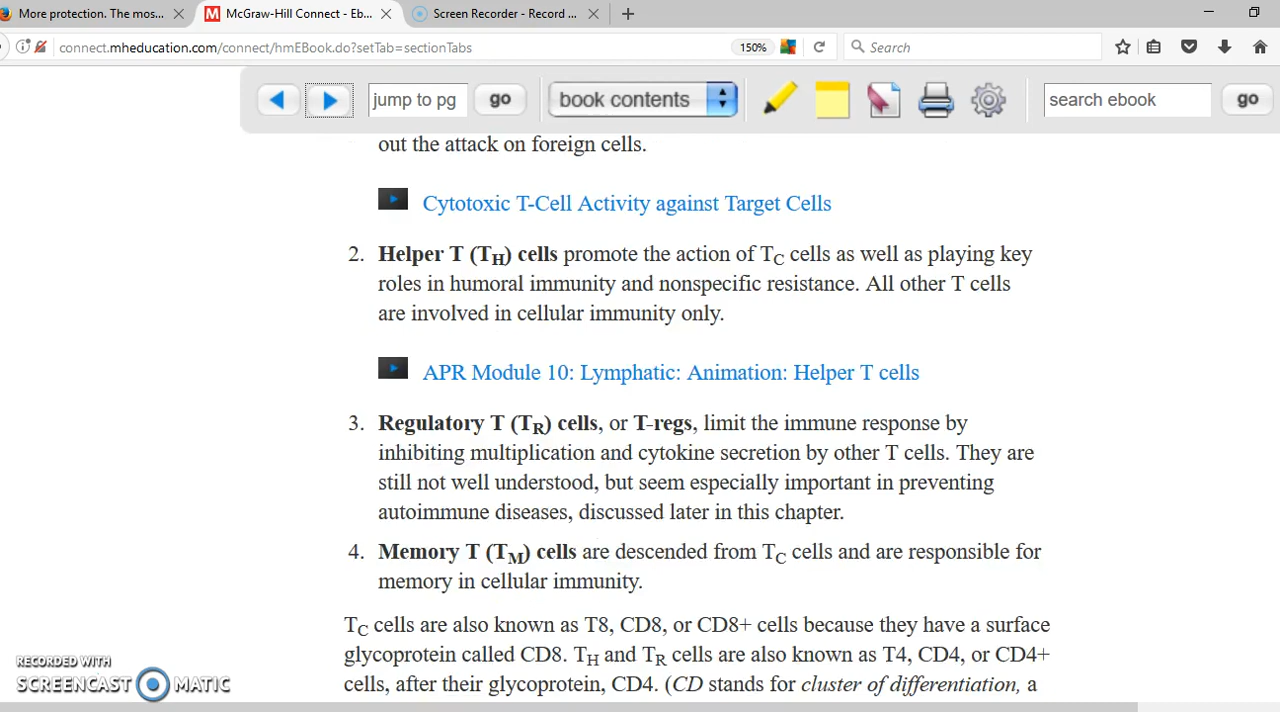 More protection. The mos...
McGraw-Hill Connect - Eb...
Screen Recorder - Record ...
connect.mheducation.com/connect/hmEBook.do?setTab=sectionTabs
150%
Search
jump to pg
go
book contents
search ebook
go
out the attack on foreign cells.
Cytotoxic T-Cell Activity against Target Cells
2. Helper T (TH) cells promote the action of TC cells as well as playing key
roles in humoral immunity and nonspecific resistance. All other T cells
are involved in cellular immunity only.
APR Module 10: Lymphatic: Animation: Helper T cells
3. Regulatory T (TR) cells, or T-regs, limit the immune response by
inhibiting multiplication and cytokine secretion by other T cells. They are
still not well understood, but seem especially important in preventing
autoimmune diseases, discussed later in this chapter.
4. Memory T (TM) cells are descended from TC cells and are responsible for
memory in cellular immunity.
TC cells are also known as T8, CD8, or CD8+ cells because they have a surface
glycoprotein called CD8. TH and TR cells are also known as T4, CD4, or CD4+
cells, after their glycoprotein, CD4. (CD stands for cluster of differentiation, a
RECORDED WITH
SCREENCAST MATIC